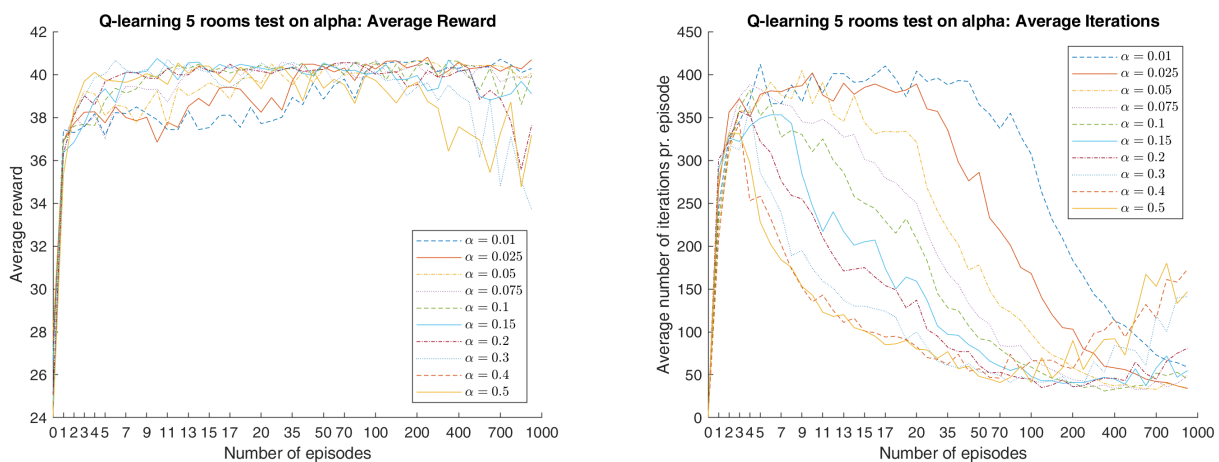 Q-learning 5 rooms test on alpha: Average Reward
42
40
38
36
34
32
30
28
26
24
Average reward
α = 0.01
α = 0.025
α = 0.05
α = 0.075
α = 0.1
α = 0.15
α = 0.2
α = 0.3
α = 0.4
α = 0.5
0 1 2 3 4 5 7 9 11 13 15 17 20 35 50 70 100 200 400 700 1000
Number of episodes
Q-learning 5 rooms test on alpha: Average Iterations
450
400
350
300
250
200
150
100
50
0
Average number of iterations pr. episode
α = 0.01
α = 0.025
α = 0.05
α = 0.075
α = 0.1
α = 0.15
α = 0.2
α = 0.3
α = 0.4
α = 0.5
0 1 2 3 4 5 7 9 11 13 15 17 20 35 50 70 100 200 400 700 1000
Number of episodes